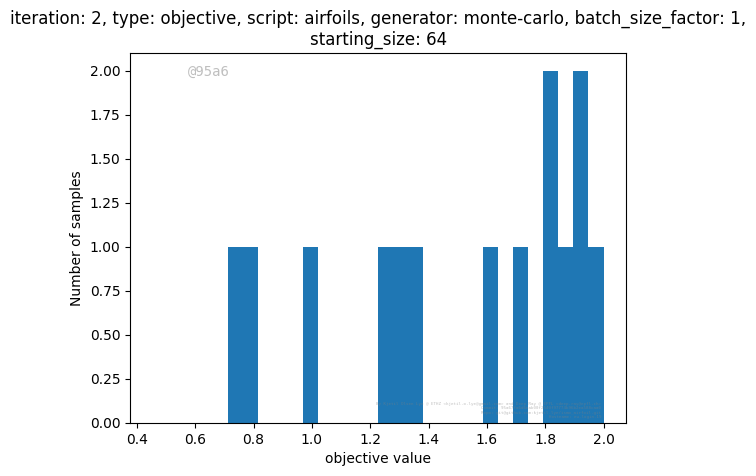 iteration: 2, type: objective, script: airfoils, generator: monte-carlo, batch_size_factor: 1,
starting_size: 64
@95a6
2.00
1.75
1.50
1.25
1.00
0.75
0.50
0.25
0.00
Number of samples
0.4 0.6 0.8 1.0 1.2 1.4 1.6 1.8 2.0
objective value